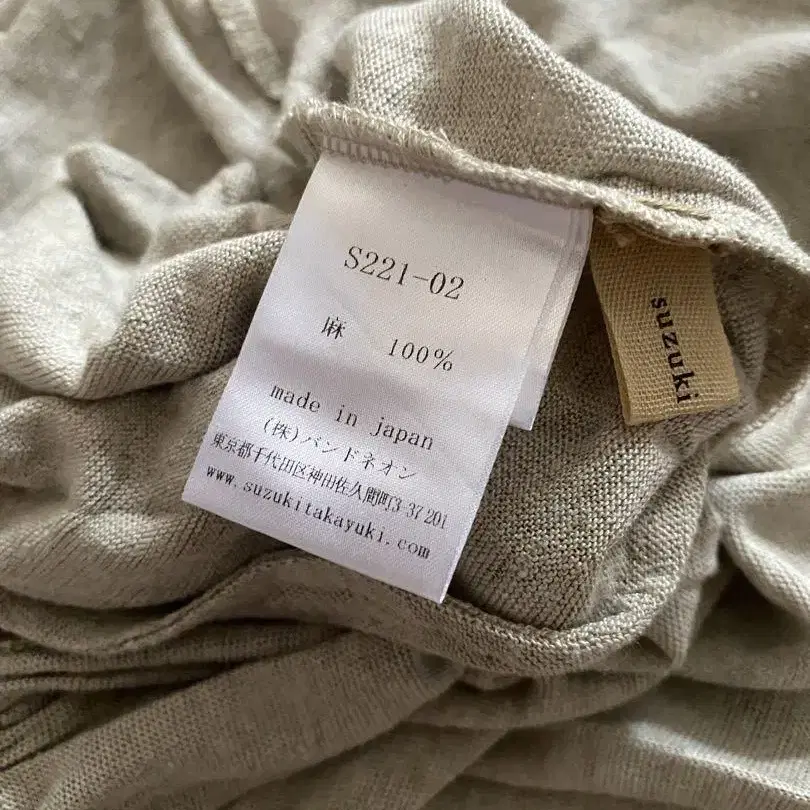 S221-02
麻 100%
made in japan
(株)バンドネオン
東京都千代田区神田佐久間町3-37 201
www.suzukitakayuki.com
suzuki